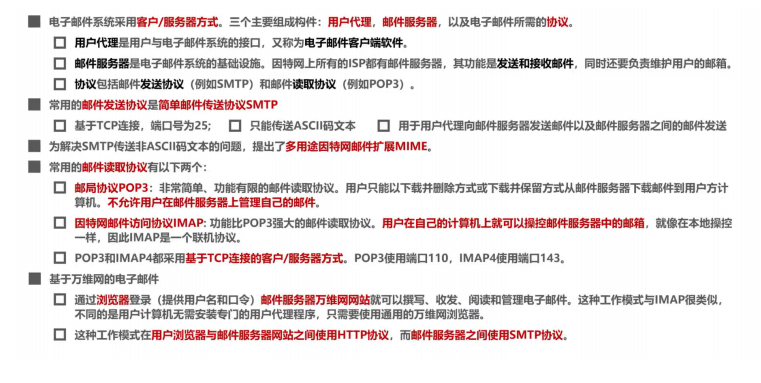 电子邮件系统采用客户/服务器方式。三个主要组成构件：用户代理，邮件服务器，以及电子邮件所需的协议。
用户代理是用户与电子邮件系统的接口，又称为电子邮件客户端软件。
邮件服务器是电子邮件系统的基础设施。因特网上所有的ISP都有邮件服务器，其功能是发送和接收邮件，同时还要负责维护用户的邮箱。
协议包括邮件发送协议（例如SMTP）和邮件读取协议（例如POP3）。
常用的邮件发送协议是简单邮件传送协议SMTP
基于TCP连接，端口号为25; 只能传送ASCII码文本 用于用户代理向邮件服务器发送邮件以及邮件服务器之间的邮件发送
为解决SMTP传送非ASCII码文本的问题，提出了多用途因特网邮件扩展MIME。
常用的邮件读取协议有以下两个：
邮局协议POP3：非常简单、功能有限的邮件读取协议。用户只能以下载并删除方式或下载并保留方式从邮件服务器下载邮件到用户方计
算机。不允许用户在邮件服务器上管理自己的邮件。
因特网邮件访问协议IMAP: 功能比POP3强大的邮件读取协议。用户在自己的计算机上就可以操控邮件服务器中的邮箱，就像在本地操控
一样，因此IMAP是一个联机协议。
POP3和IMAP4都采用基于TCP连接的客户/服务器方式。POP3使用端口110，IMAP4使用端口143。
基于万维网的电子邮件
通过浏览器登录（提供用户名和口令）邮件服务器万维网网站就可以撰写、收发、阅读和管理电子邮件。这种工作模式与IMAP很类似，
不同的是用户计算机无需安装专门的用户代理程序，只需要使用通用的万维网浏览器。
这种工作模式在用户浏览器与邮件服务器网站之间使用HTTP协议，而邮件服务器之间使用SMTP协议。